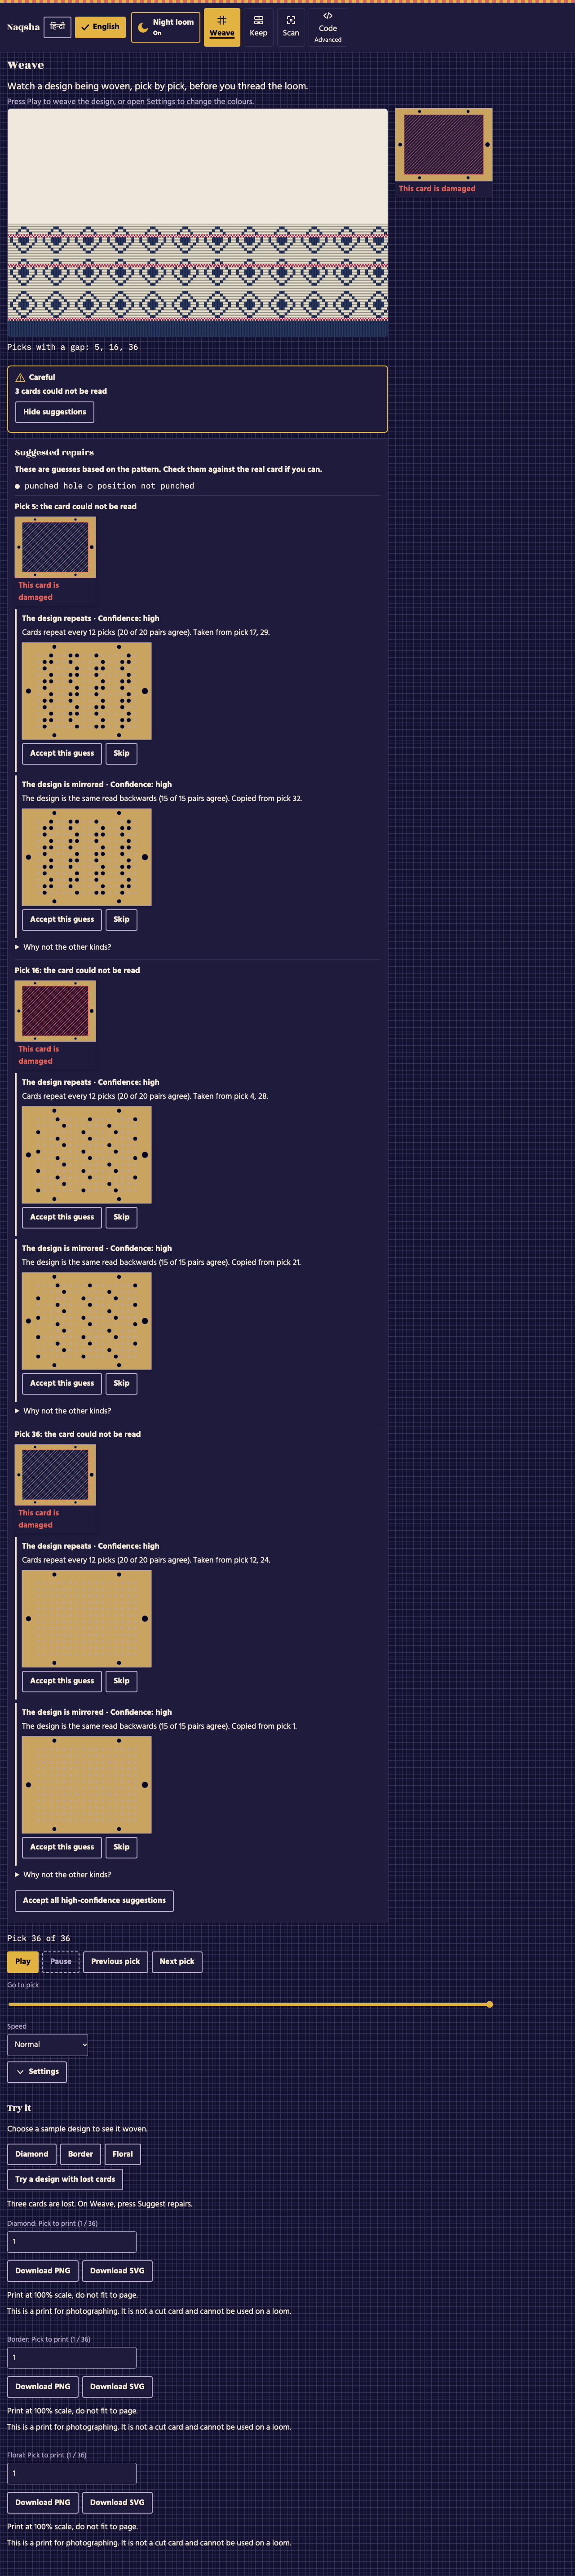 Naqsha
हिन्दी
English
Night loom
On
Weave
Keep
Scan
Code
Advanced
Weave
Watch a design being woven, pick by pick, before you thread the loom.
Press Play to weave the design, or open Settings to change the colours.
This card is damaged
Picks with a gap: 5, 16, 36
Careful
3 cards could not be read
Hide suggestions
Suggested repairs
These are guesses based on the pattern. Check them against the real card if you can.
● punched hole ○ position not punched
Pick 5: the card could not be read
This card is
damaged
The design repeats · Confidence: high
Cards repeat every 12 picks (20 of 20 pairs agree). Taken from pick 17, 29.
Accept this guess
Skip
The design is mirrored · Confidence: high
The design is the same read backwards (15 of 15 pairs agree). Copied from pick 32.
Accept this guess
Skip
Why not the other kinds?
Pick 16: the card could not be read
This card is
damaged
The design repeats · Confidence: high
Cards repeat every 12 picks (20 of 20 pairs agree). Taken from pick 4, 28.
Accept this guess
Skip
The design is mirrored · Confidence: high
The design is the same read backwards (15 of 15 pairs agree). Copied from pick 21.
Accept this guess
Skip
Why not the other kinds?
Pick 36: the card could not be read
This card is
damaged
The design repeats · Confidence: high
Cards repeat every 12 picks (20 of 20 pairs agree). Taken from pick 12, 24.
Accept this guess
Skip
The design is mirrored · Confidence: high
The design is the same read backwards (15 of 15 pairs agree). Copied from pick 1.
Accept this guess
Skip
Why not the other kinds?
Accept all high-confidence suggestions
Pick 36 of 36
Play
Pause
Previous pick
Next pick
Go to pick
Speed
Normal
Settings
Try it
Choose a sample design to see it woven.
Diamond
Border
Floral
Try a design with lost cards
Three cards are lost. On Weave, press Suggest repairs.
Diamond: Pick to print (1 / 36)
1
Download PNG
Download SVG
Print at 100% scale, do not fit to page.
This is a print for photographing. It is not a cut card and cannot be used on a loom.
Border: Pick to print (1 / 36)
1
Download PNG
Download SVG
Print at 100% scale, do not fit to page.
This is a print for photographing. It is not a cut card and cannot be used on a loom.
Floral: Pick to print (1 / 36)
1
Download PNG
Download SVG
Print at 100% scale, do not fit to page.
This is a print for photographing. It is not a cut card and cannot be used on a loom.